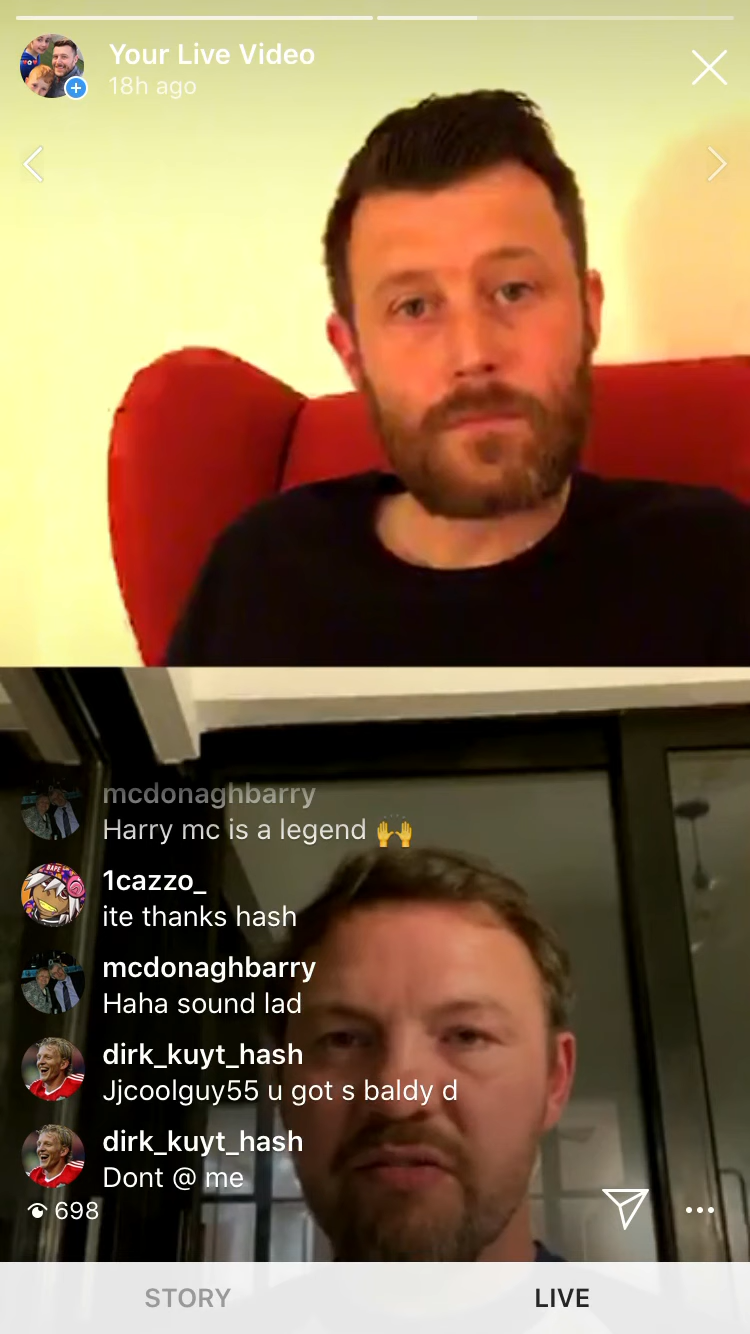 Your Live Video
18h ago
mcdonaghbarry
Harry mc is a legend 🙌
1cazzo_
ite thanks hash
mcdonaghbarry
Haha sound lad
dirk_kuyt_hash
Jjcoolguy55 u got s baldy d
dirk_kuyt_hash
Dont @ me
698
STORY
LIVE